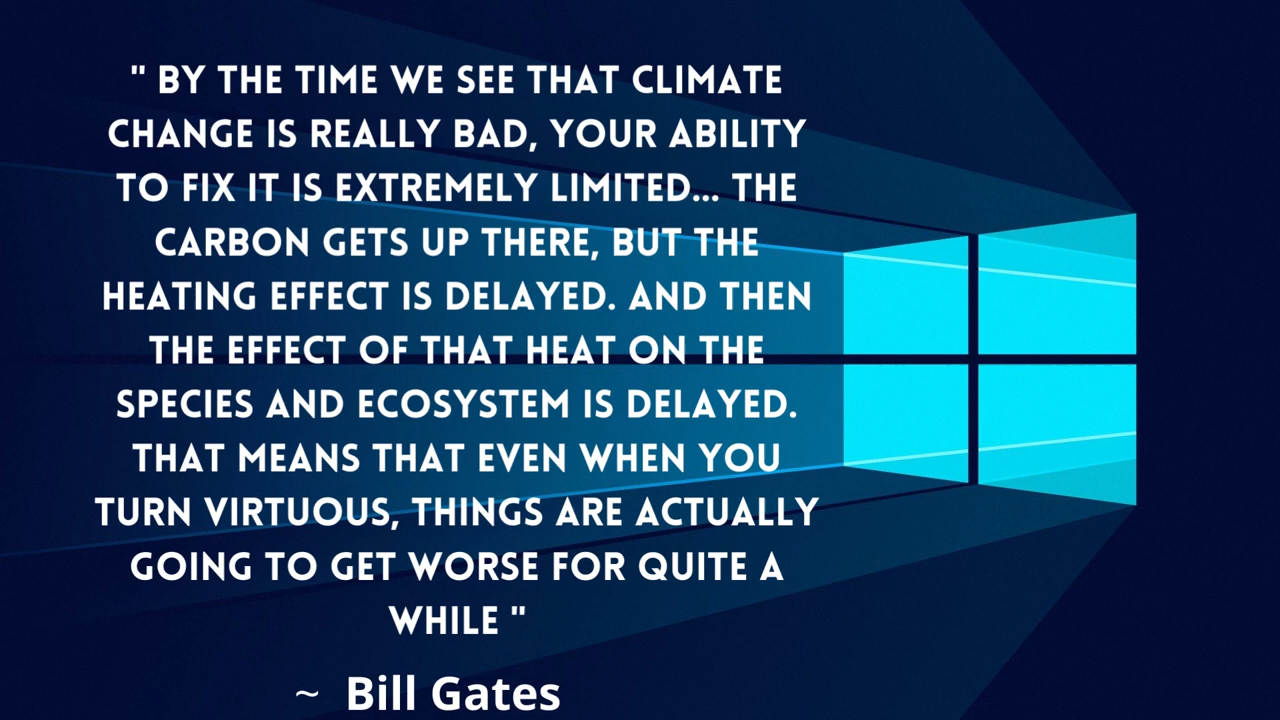 " BY THE TIME WE SEE THAT CLIMATE
CHANGE IS REALLY BAD, YOUR ABILITY
TO FIX IT IS EXTREMELY LIMITED... THE
CARBON GETS UP THERE, BUT THE
HEATING EFFECT IS DELAYED. AND THEN
THE EFFECT OF THAT HEAT ON THE
SPECIES AND ECOSYSTEM IS DELAYED.
THAT MEANS THAT EVEN WHEN YOU
TURN VIRTUOUS, THINGS ARE ACTUALLY
GOING TO GET WORSE FOR QUITE A
WHILE "
~ Bill Gates